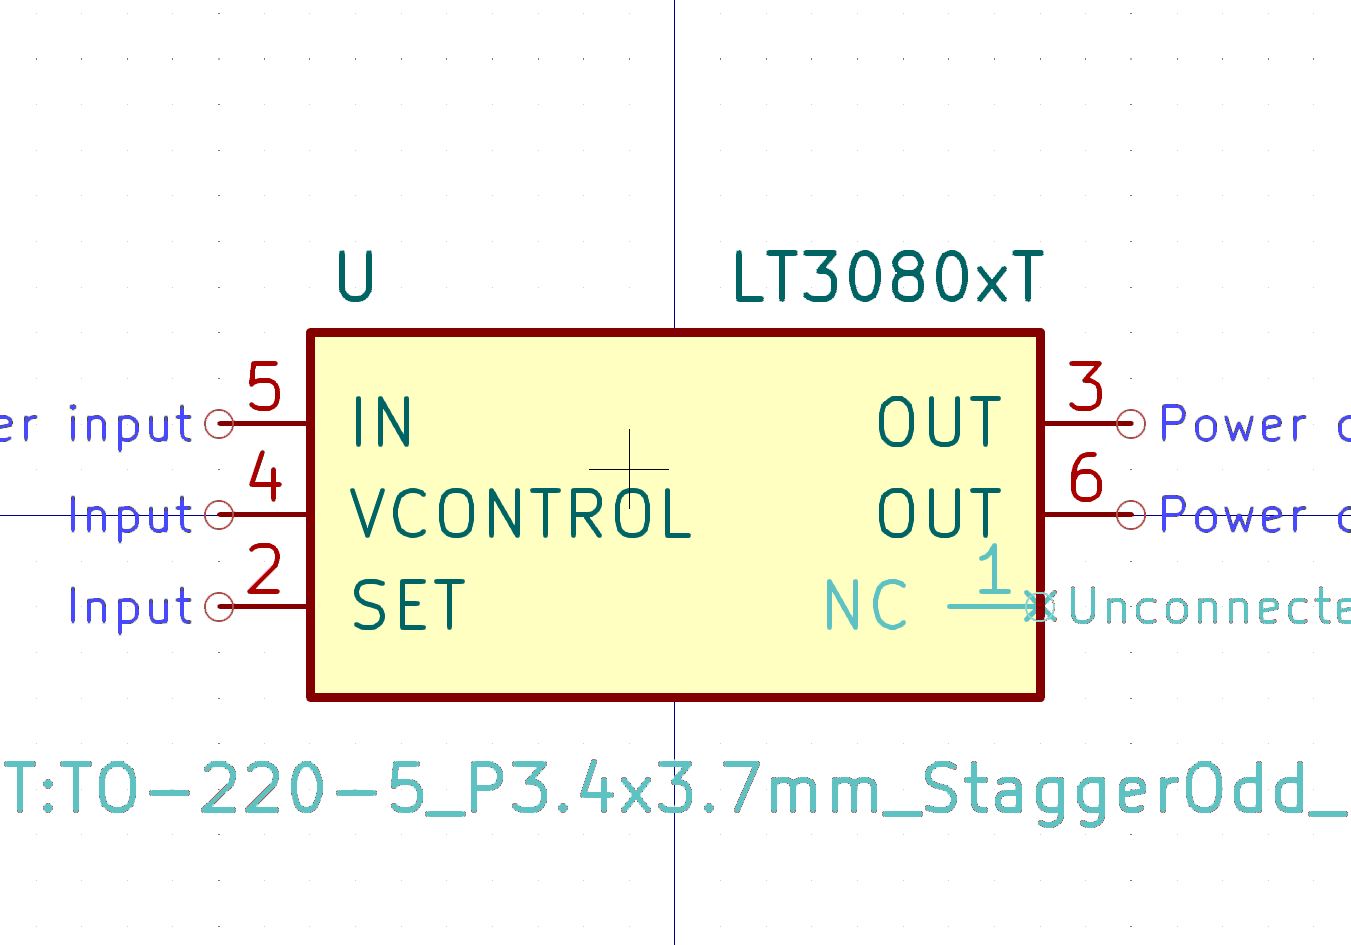 U LT3080xT
5 3
er input IN OUT Power
4 6
Input VCONTROL OUT Power
2 1
Input SET NC Unconnecte
T:TO-220-5_P3.4x3.7mm_StaggerOdd_